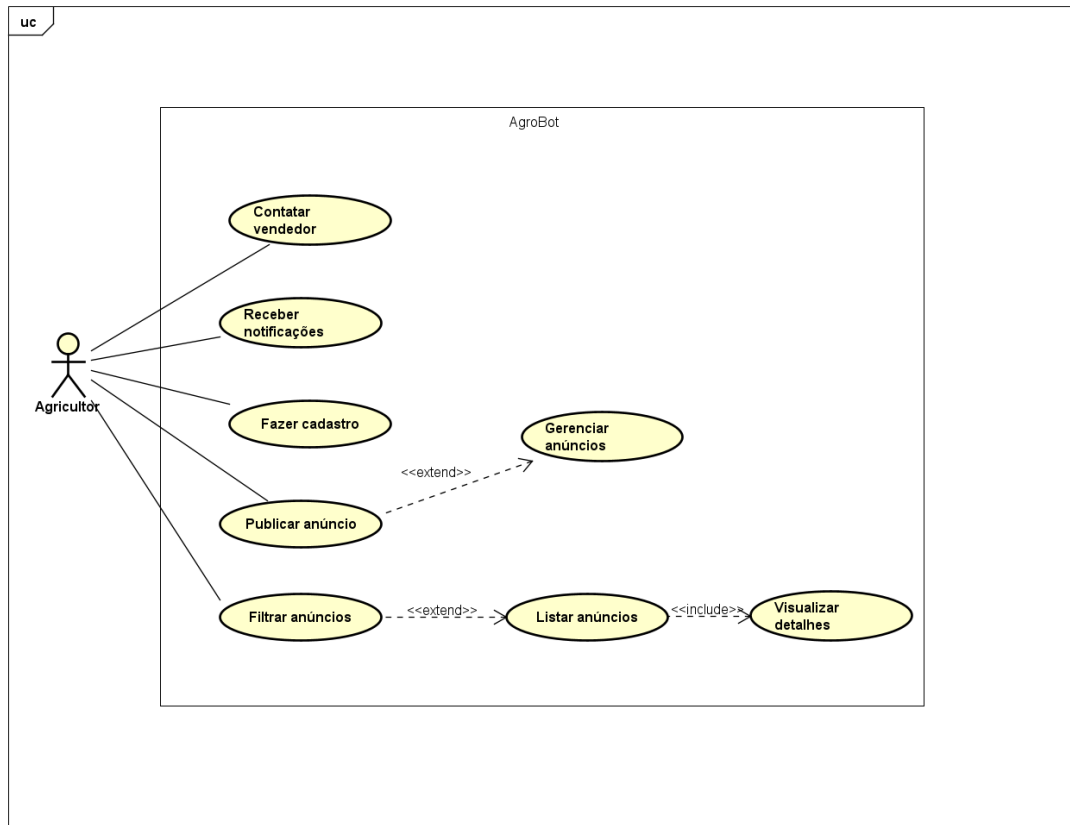 uc
AgroBot
Contatar
vendedor
Receber
notificações
Agricultor
Fazer cadastro
Gerenciar
anúncios
<<extend>>
Publicar anúncio
Filtrar anúncios
<<extend>>
Listar anúncios
<<include>>
Visualizar
detalhes